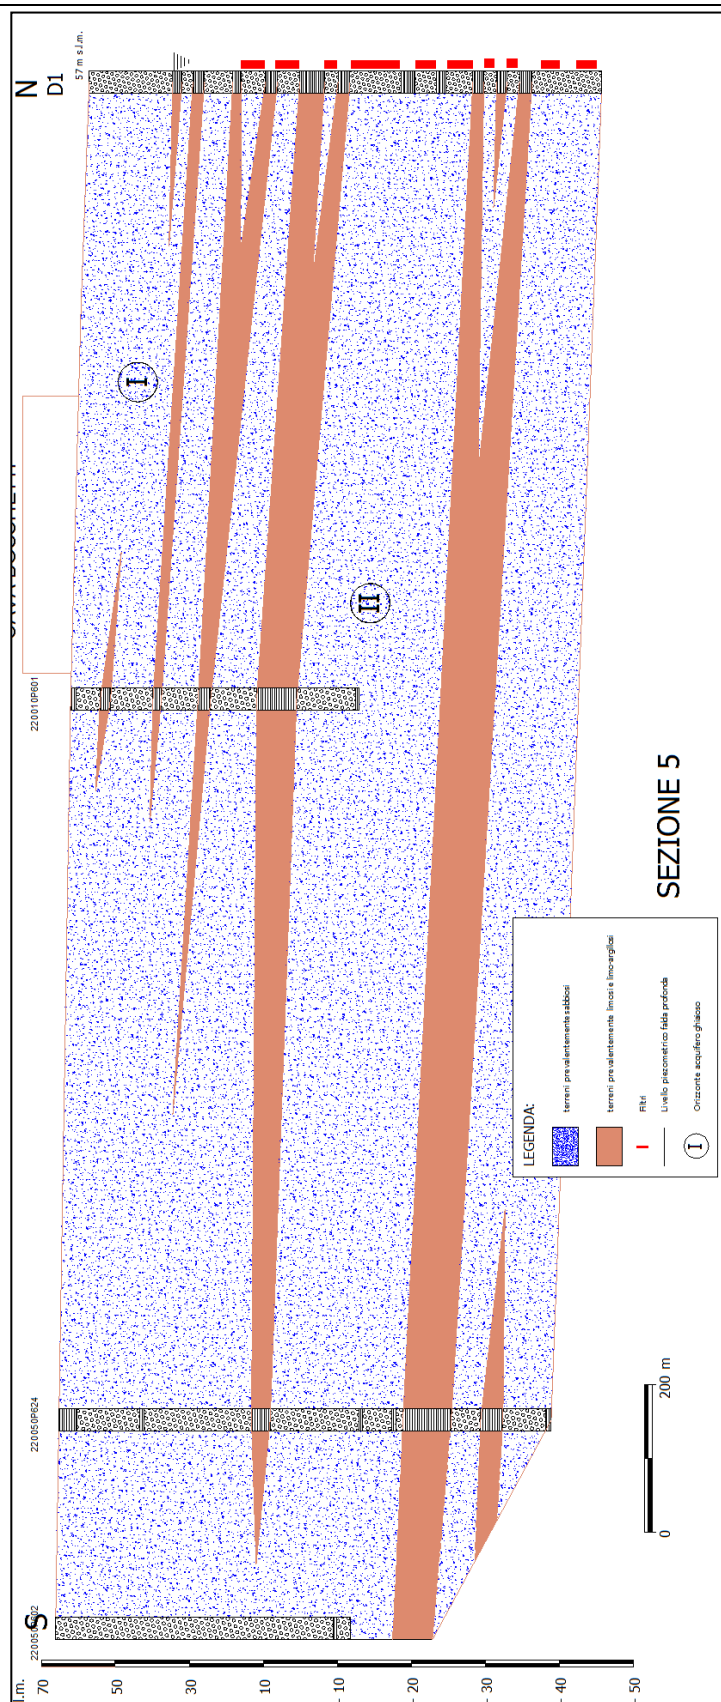 N
D1
57 m s.l.m.
I
II
220010P601
SEZIONE 5
LEGENDA:
terreni prevalentemente sabbiosi
terreni prevalentemente limosi e limo-argillosi
Filtri
Livello piezometrico falda profonda
I
Orizzonte acquifero ghiaioso
220050P624
200 m
0
S
l.m.
70
50
30
10
- 10
- 20
- 30
- 40
- 50